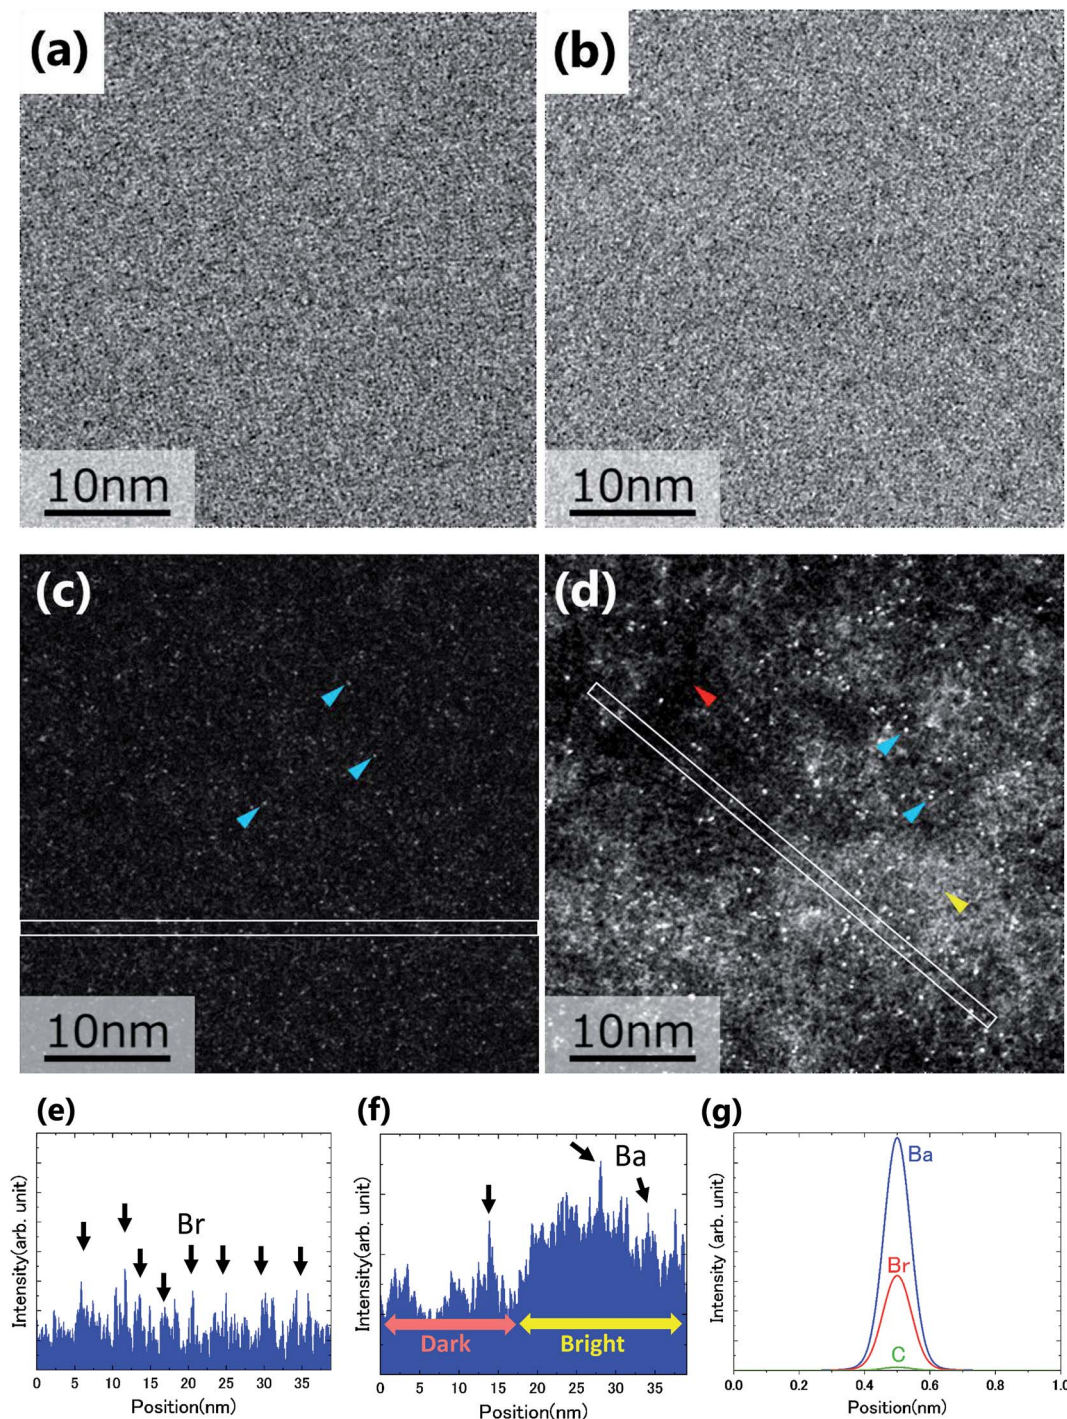 (a)
(b)
10nm
10nm
(c)
(d)
10nm
10nm
(e)
(f)
(g)
Intensity(arb. unit)
Br
0 5 10 15 20 25 30 35
Position(nm)
Intensity(arb. unit)
Ba
Dark
Bright
0 5 10 15 20 25 30 35
Position(nm)
Intensity (arb. unit)
Ba
Br
C
0.0 0.2 0.4 0.6 0.8 1.0
Position(nm)